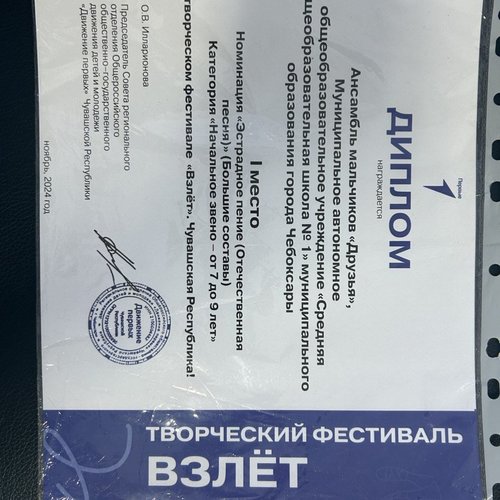 Первые
ДИПЛОМ
награждается
Ансамбль мальчиков «Друзья»,
Муниципальное автономное
общеобразовательное учреждение «Средняя
общеобразовательная школа № 1» муниципального
образования города Чебоксары
I место
Номинация «Эстрадное пение (Отечественная
песня)» (Большие составы)
Категория «Начальное звено – от 7 до 9 лет»
творческом фестивале «Взлёт». Чувашская Республика!
О.В. Илларионова
Председатель Совета регионального
отделения Общероссийского
общественно-государственного
движения детей и молодежи
«Движение первых» Чувашской Республики
ноябрь, 2024 год
Движение
первых
ТВОРЧЕСКИЙ ФЕСТИВАЛЬ
ВЗЛЁТ